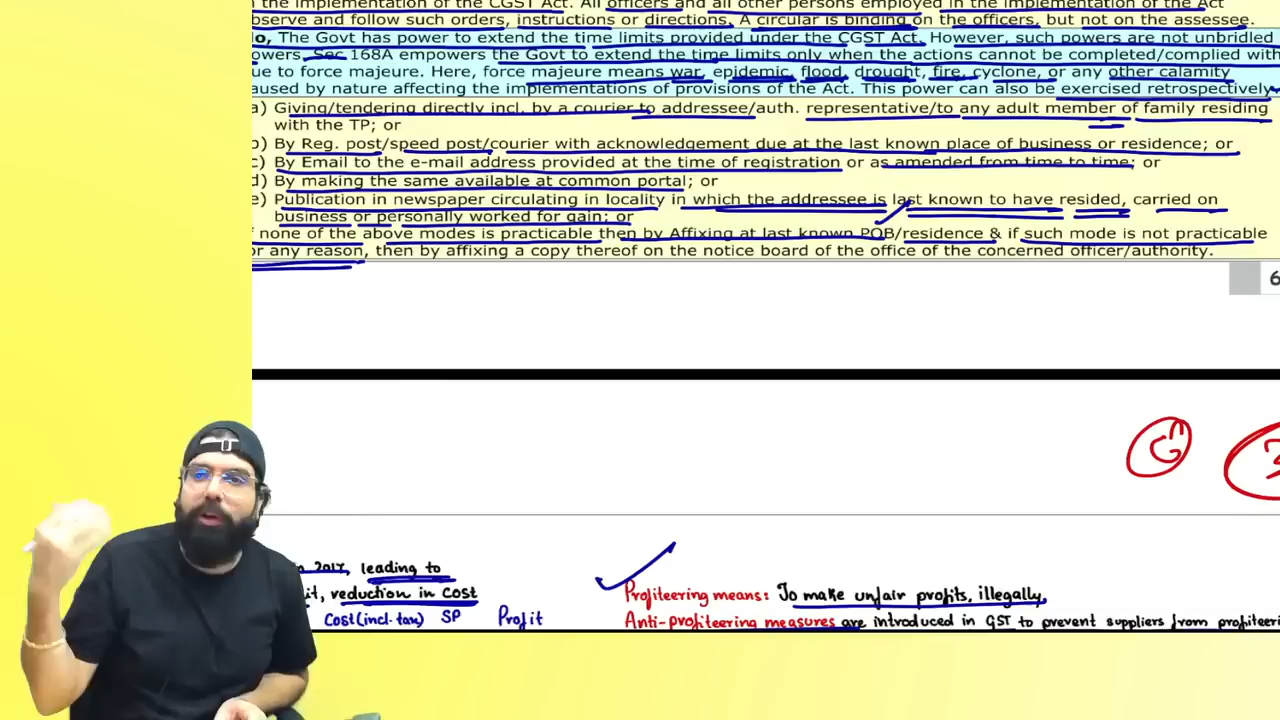 the implementation of the CGST Act. All officers and all other persons employed in the implementation of the Act
bserve and follow such orders, instructions or directions. A circular is binding on the officers, but not on the assessee.
lo, The Govt has power to extend the time limits provided under the CGST Act. However, such powers are not unbridled
owers. Sec 168A empowers the Govt to extend the time limits only when the actions cannot be completed/complied with
ue to force majeure. Here, force majeure means war, epidemic, flood, drought, fire, cyclone, or any other calamity
aused by nature affecting the implementations of provisions of the Act. This power can also be exercised retrospectively
a) Giving/tendering directly incl. by a courier to addressee/auth. representative/to any adult member of family residing
with the TP; or
b) By Reg. post/speed post/courier with acknowledgement due at the last known place of business or residence; or
c) By Email to the e-mail address provided at the time of registration or as amended from time to time; or
d) By making the same available at common portal; or
e) Publication in newspaper circulating in locality in which the addressee is last known to have resided, carried on
business or personally worked for gain; or
f none of the above modes is practicable then by Affixing at last known POB/residence & if such mode is not practicable
or any reason, then by affixing a copy thereof on the notice board of the office of the concerned officer/authority.
6
G
3
n 2017, leading to
it, reduction in cost
Cost(incl.tax) SP Profit
Profiteering means: To make unfair profits, illegally.
Anti-profiteering measures are introduced in GST to prevent suppliers from profiteeri